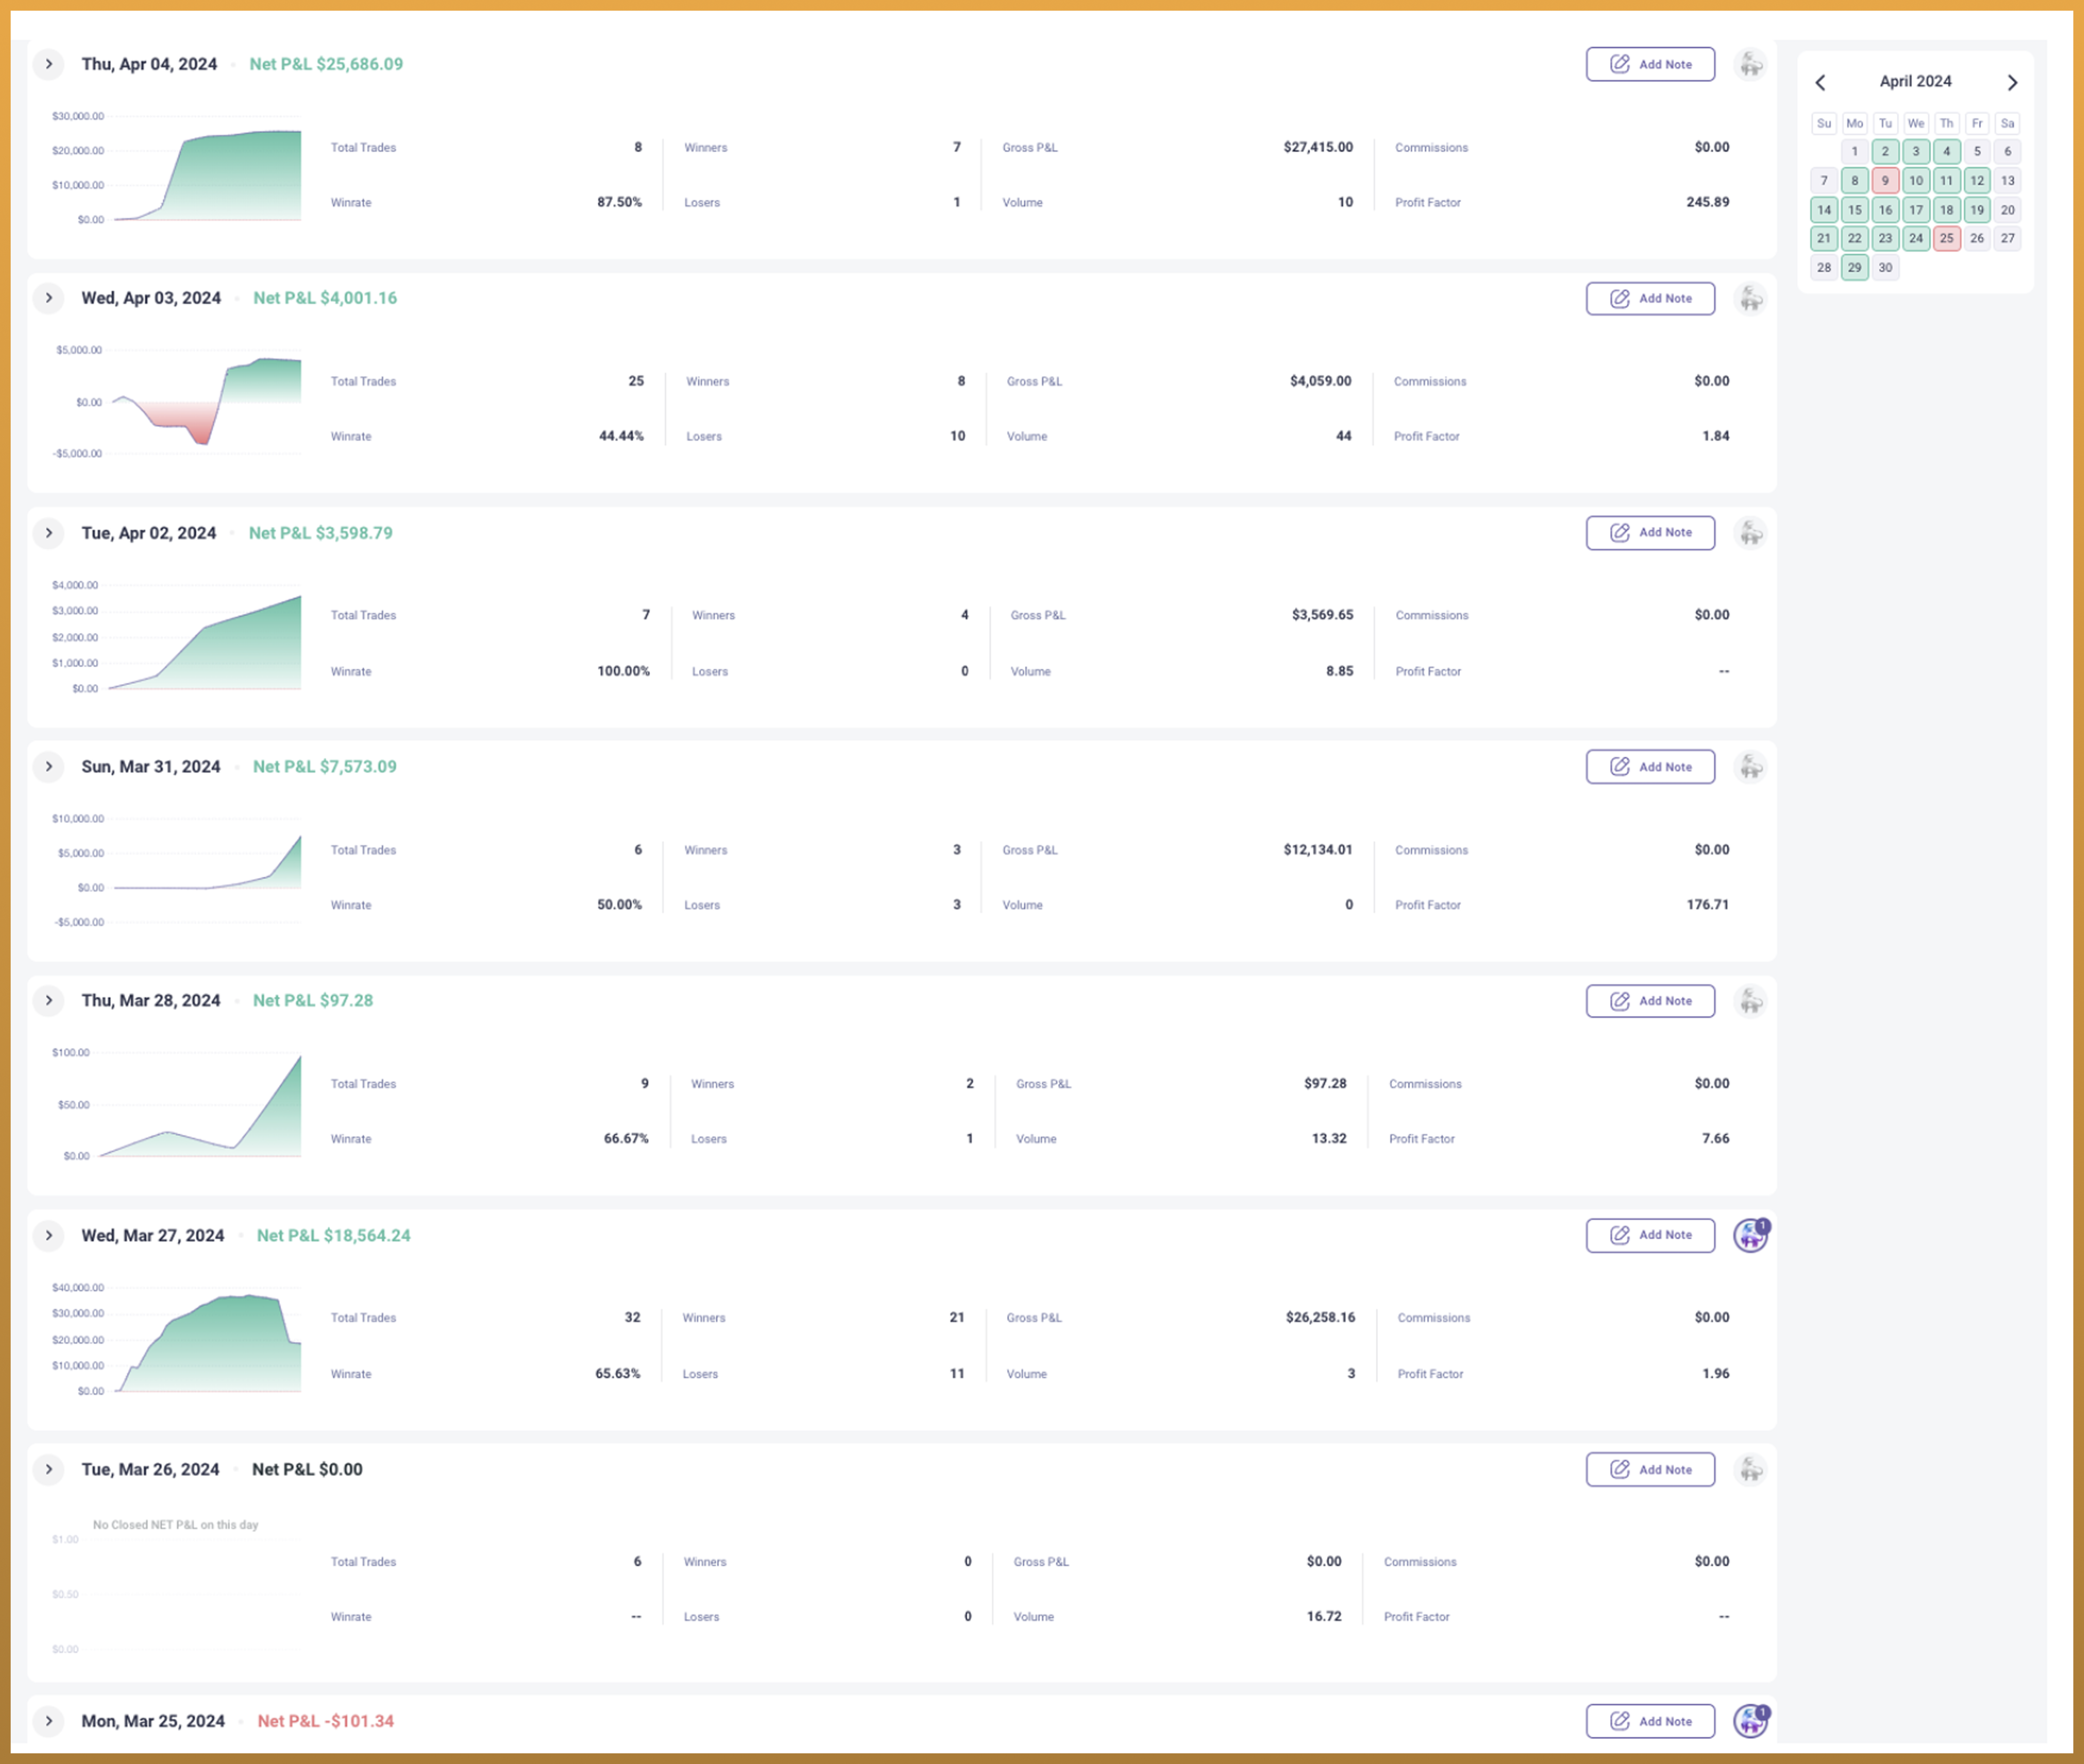 Thu, Apr 04, 2024 • Net P&L $25,686.09 Add Note
$30,000.00
$20,000.00
$10,000.00
$0.00
Total Trades 8 Winners 7 Gross P&L $27,415.00 Commissions $0.00
Winrate 87.50% Losers 1 Volume 10 Profit Factor 245.89
Wed, Apr 03, 2024 • Net P&L $4,001.16 Add Note
$5,000.00
$0.00
-$5,000.00
Total Trades 25 Winners 8 Gross P&L $4,059.00 Commissions $0.00
Winrate 44.44% Losers 10 Volume 44 Profit Factor 1.84
Tue, Apr 02, 2024 • Net P&L $3,598.79 Add Note
$4,000.00
$3,000.00
$2,000.00
$1,000.00
$0.00
Total Trades 7 Winners 4 Gross P&L $3,569.65 Commissions $0.00
Winrate 100.00% Losers 0 Volume 8.85 Profit Factor --
Sun, Mar 31, 2024 • Net P&L $7,573.09 Add Note
$10,000.00
$5,000.00
$0.00
-$5,000.00
Total Trades 6 Winners 3 Gross P&L $12,134.01 Commissions $0.00
Winrate 50.00% Losers 3 Volume 0 Profit Factor 176.71
Thu, Mar 28, 2024 • Net P&L $97.28 Add Note
$100.00
$50.00
$0.00
Total Trades 9 Winners 2 Gross P&L $97.28 Commissions $0.00
Winrate 66.67% Losers 1 Volume 13.32 Profit Factor 7.66
Wed, Mar 27, 2024 • Net P&L $18,564.24 Add Note 1
$40,000.00
$30,000.00
$20,000.00
$10,000.00
$0.00
Total Trades 32 Winners 21 Gross P&L $26,258.16 Commissions $0.00
Winrate 65.63% Losers 11 Volume 3 Profit Factor 1.96
Tue, Mar 26, 2024 • Net P&L $0.00 Add Note
No Closed NET P&L on this day
$1.00
$0.50
$0.00
Total Trades 6 Winners 0 Gross P&L $0.00 Commissions $0.00
Winrate -- Losers 0 Volume 16.72 Profit Factor --
Mon, Mar 25, 2024 • Net P&L -$101.34 Add Note 1
April 2024
Su Mo Tu We Th Fr Sa
1 2 3 4 5 6
7 8 9 10 11 12 13
14 15 16 17 18 19 20
21 22 23 24 25 26 27
28 29 30